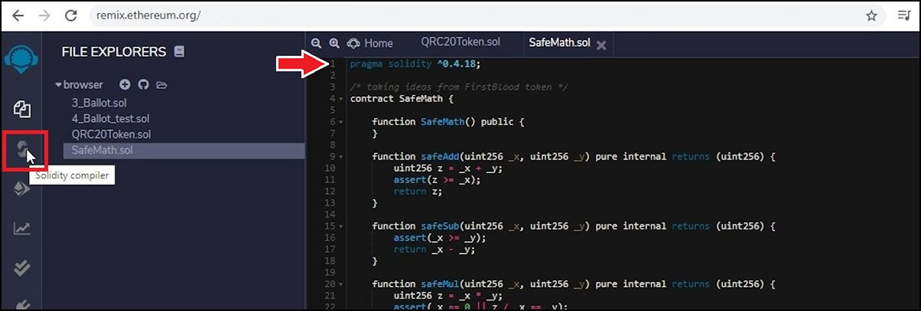 remix.ethereum.org/
FILE EXPLORERS
browser
3_Ballot.sol
4_Ballot_test.sol
QRC20Token.sol
SafeMath.sol
Solidity compiler
Home QRC20Token.sol SafeMath.sol
1 pragma solidity ^0.4.18;
2
3 /* taking ideas from FirstBlood token */
4 contract SafeMath {
5
6 function SafeMath() public {
7 }
8
9 function safeAdd(uint256 _x, uint256 _y) pure internal returns (uint256) {
10 uint256 z = _x + _y;
11 assert(z >= _x);
12 return z;
13 }
14
15 function safeSub(uint256 _x, uint256 _y) pure internal returns (uint256) {
16 assert(_x >= _y);
17 return _x - _y;
18 }
19
20 function safeMul(uint256 _x, uint256 _y) pure internal returns (uint256) {
21 uint256 z = _x * _y;
22 assert(_x == 0 || z / _x == _y);